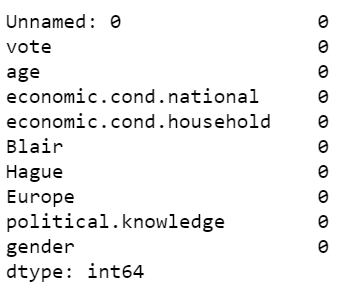 Unnamed: 0                0
vote                      0
age                       0
economic.cond.national    0
economic.cond.household   0
Blair                     0
Hague                     0
Europe                    0
political.knowledge       0
gender                    0
dtype: int64